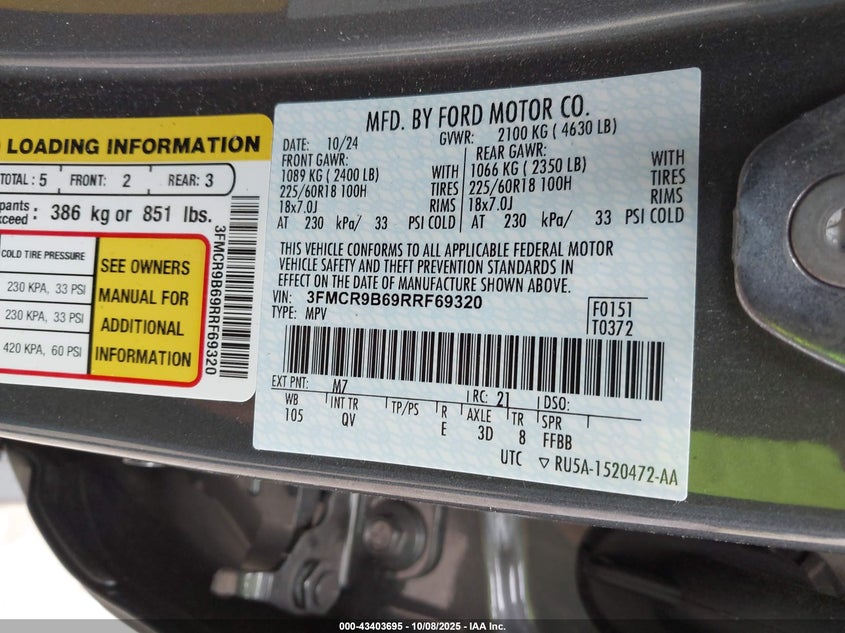 LOADING INFORMATION
TOTAL : 5 FRONT: 2 REAR: 3
pants
xceed : 386 kg or 851 lbs.
COLD TIRE PRESSURE
230 KPA, 33 PSI
230 KPA, 33 PSI
420 KPA, 60 PSI
SEE OWNERS
MANUAL FOR
ADDITIONAL
INFORMATION
3FMCR9B69RRF69320
MFD. BY FORD MOTOR CO.
DATE: 10/24 GVWR: 2100 KG ( 4630 LB)
FRONT GAWR: REAR GAWR:
1089 KG ( 2400 LB) 1066 KG ( 2350 LB) WITH
225/60R18 100H 225/60R18 100H TIRES
18x7.0J 18x7.0J RIMS
AT 230 kPa/ 33 PSI COLD AT 230 kPa/ 33 PSI COLD
WITH
TIRES
RIMS
THIS VEHICLE CONFORMS TO ALL APPLICABLE FEDERAL MOTOR
VEHICLE SAFETY AND THEFT PREVENTION STANDARDS IN
EFFECT ON THE DATE OF MANUFACTURE SHOWN ABOVE.
VIN: 3FMCR9B69RRF69320
TYPE: MPV
F0151
T0372
EXT PNT: M7 RC: 21 DSO:
WB INT TR TP/PS R AXLE TR SPR
105 QV E 3D 8 FFBB
UTC ▽ RU5A-1520472-AA
000-43403695 - 10/08/2025 - IAA Inc.